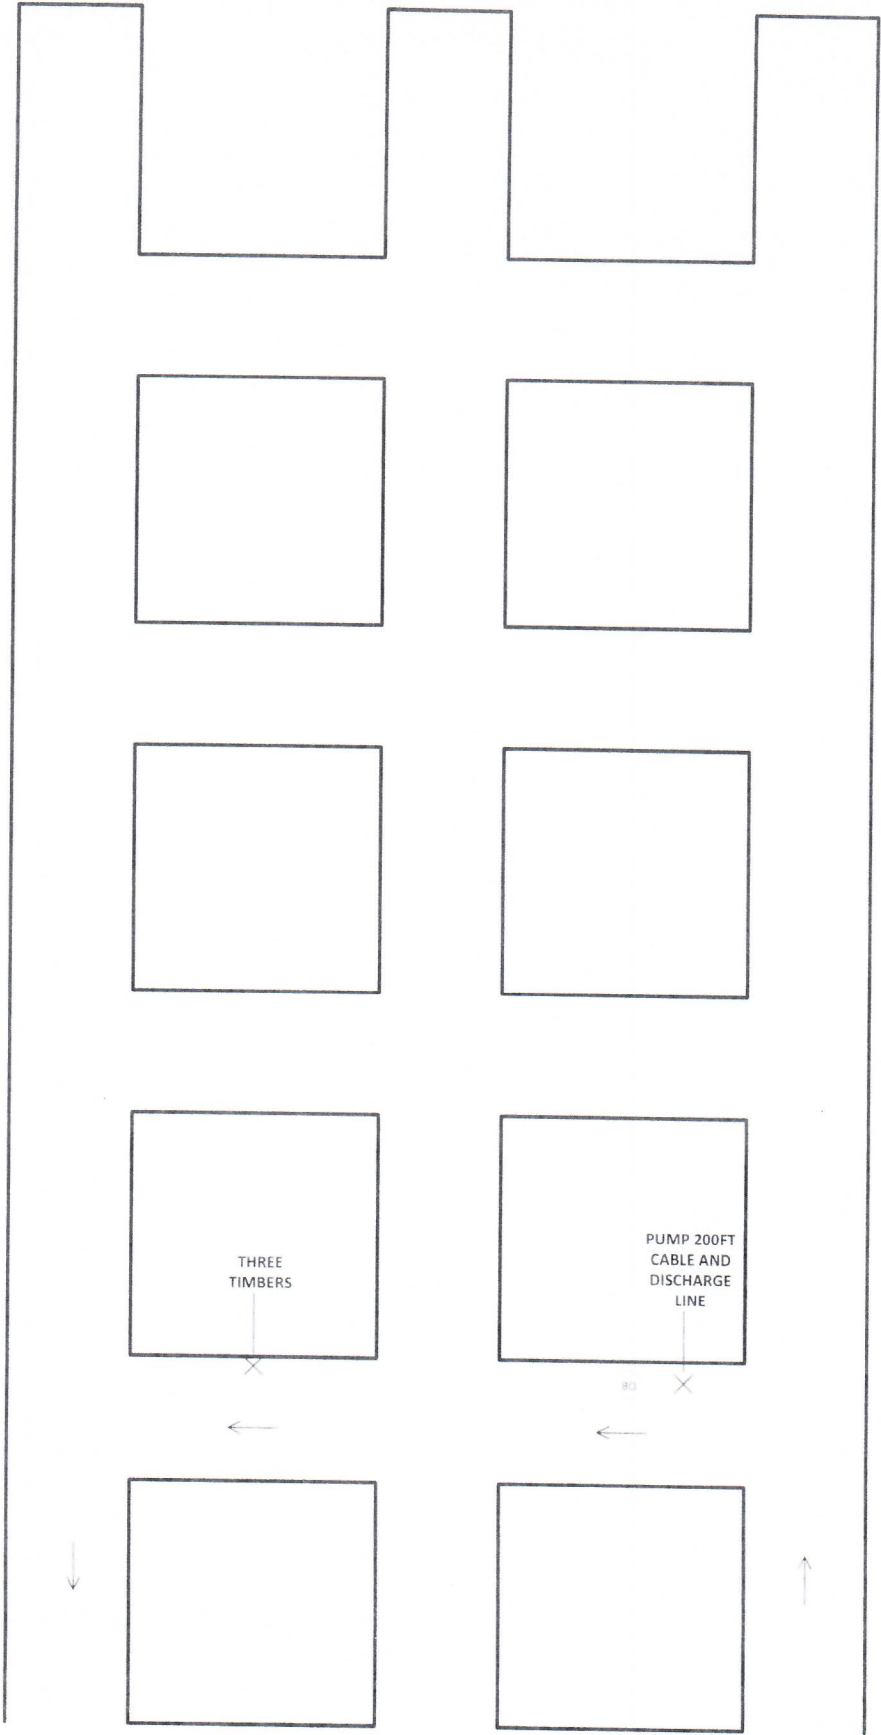 THREE
TIMBERS
PUMP 200FT
CABLE AND
DISCHARGE
LINE